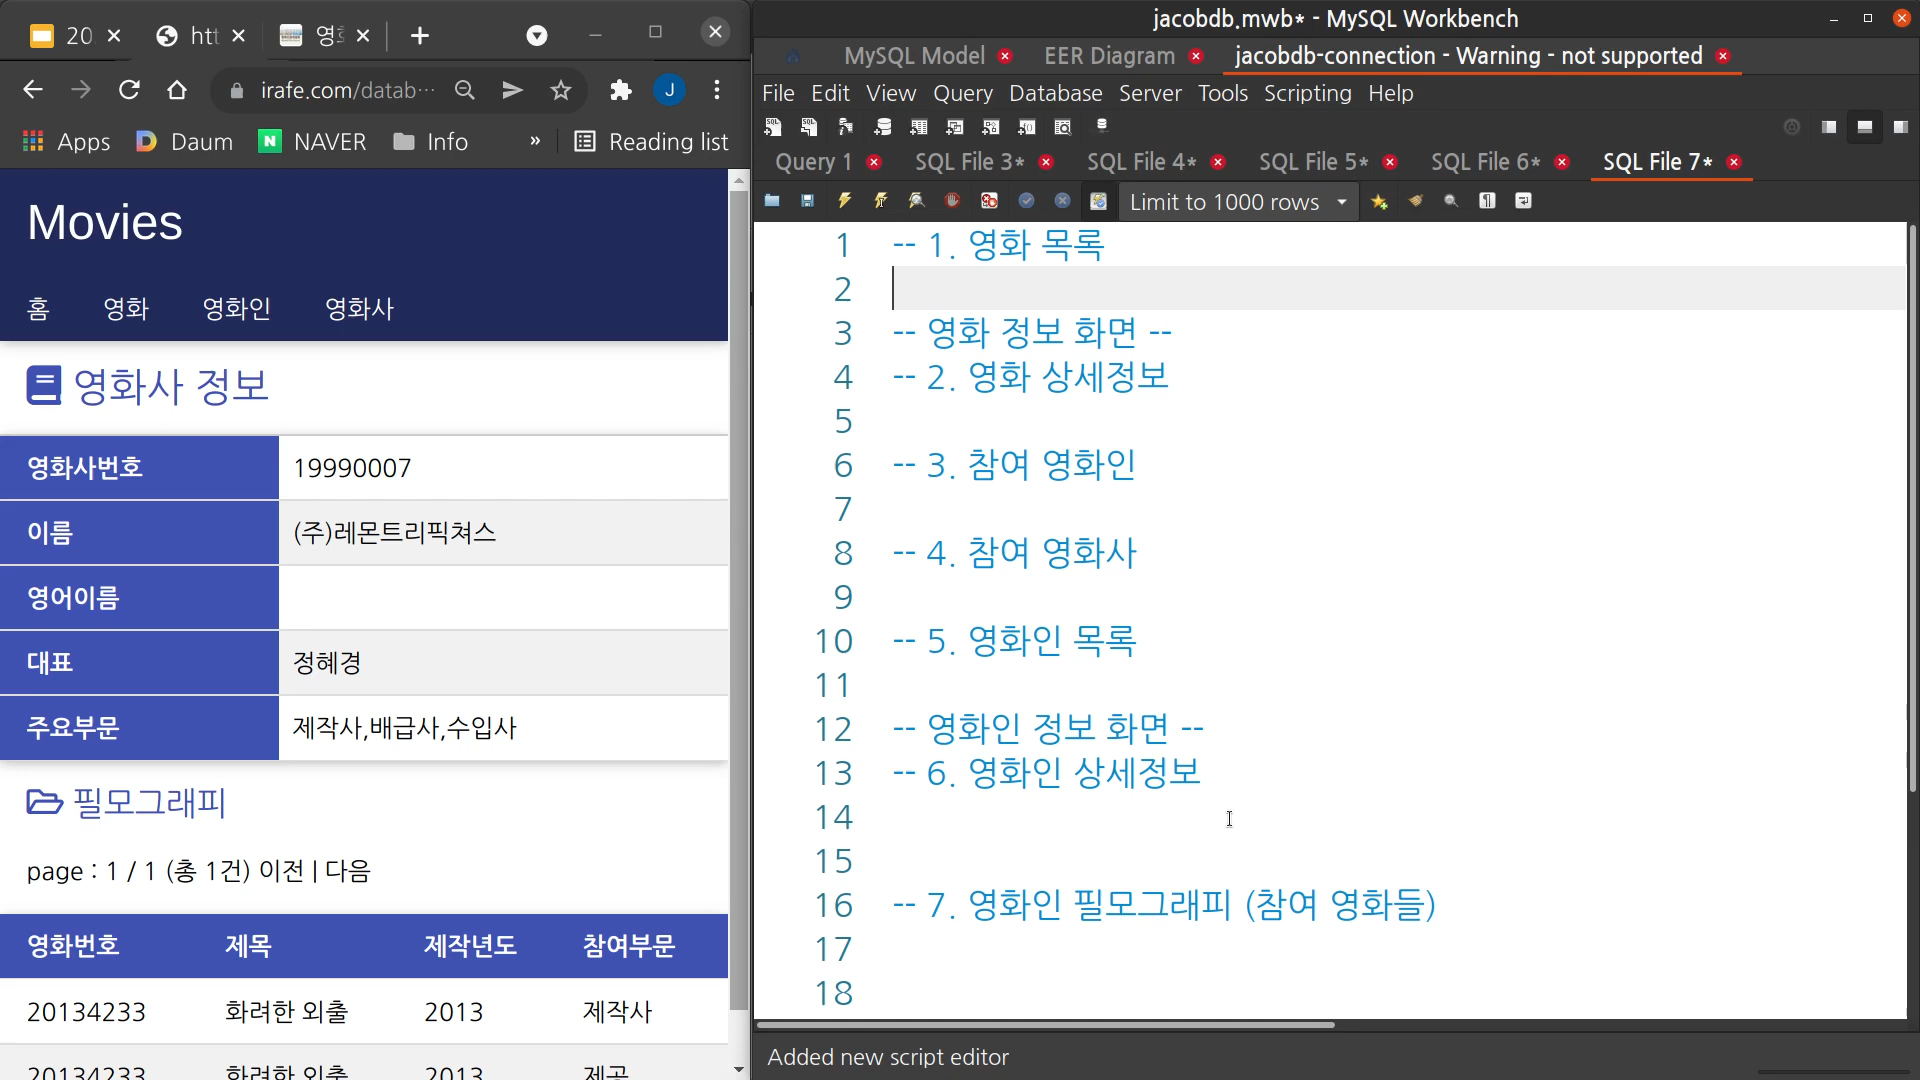 20
htt
영화
irafe.com/datab···
J
Apps
Daum
N NAVER
Info
»
Reading list
Movies
홈 영화 영화인 영화사
영화사 정보
영화사번호 19990007
이름 (주)레몬트리픽쳐스
영어이름
대표 정혜경
주요부문 제작사,배급사,수입사
필모그래피
page : 1 / 1 (총 1건) 이전 | 다음
영화번호 제목 제작년도 참여부문
20134233 화려한 외출 2013 제작사
20134233 화려한 외출 2013 제공
jacobdb.mwb* - MySQL Workbench
MySQL Model EER Diagram jacobdb-connection - Warning - not supported
File Edit View Query Database Server Tools Scripting Help
Query 1 SQL File 3* SQL File 4* SQL File 5* SQL File 6* SQL File 7*
Limit to 1000 rows
1 -- 1. 영화 목록
2
3 -- 영화 정보 화면 --
4 -- 2. 영화 상세정보
5
6 -- 3. 참여 영화인
7
8 -- 4. 참여 영화사
9
10 -- 5. 영화인 목록
11
12 -- 영화인 정보 화면 --
13 -- 6. 영화인 상세정보
14
15
16 -- 7. 영화인 필모그래피 (참여 영화들)
17
18
Added new script editor